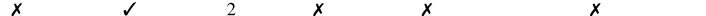 ✗ ✓ 2 ✗ ✗ ✗